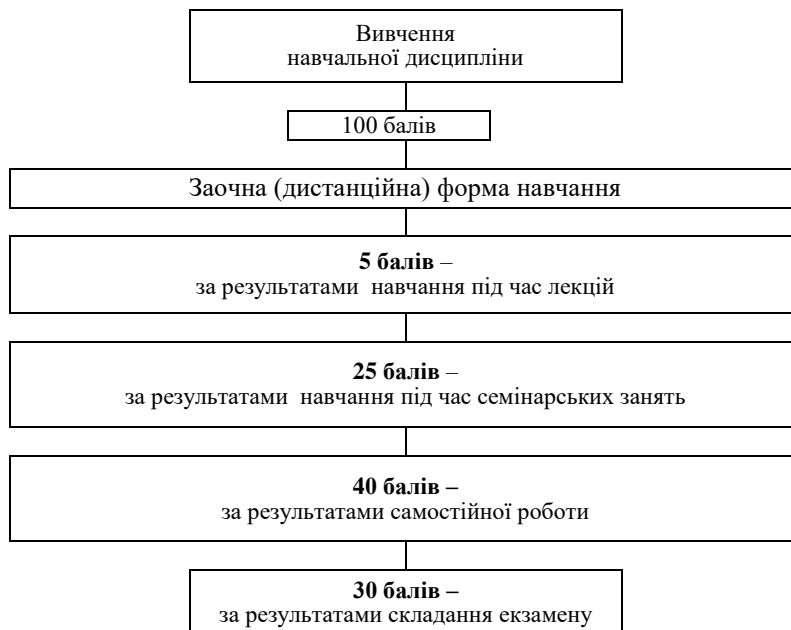 Вивчення
навчальної дисципліни
100 балів
Заочна (дистанційна) форма навчання
5 балів –
за результатами навчання під час лекцій
25 балів –
за результатами навчання під час семінарських занять
40 балів –
за результатами самостійної роботи
30 балів –
за результатами складання екзамену